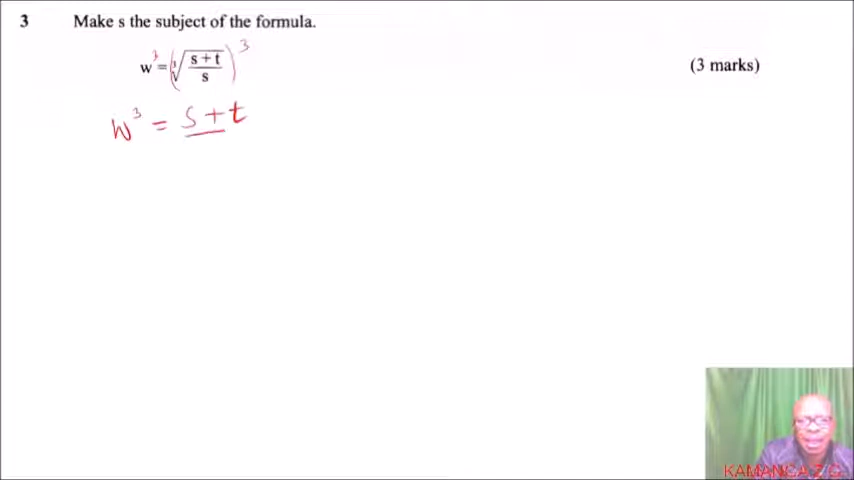 3 Make s the subject of the formula.
w³ = (∛((s + t)/s))³ (3 marks)
w³ = s + t
KAMANGA Z G